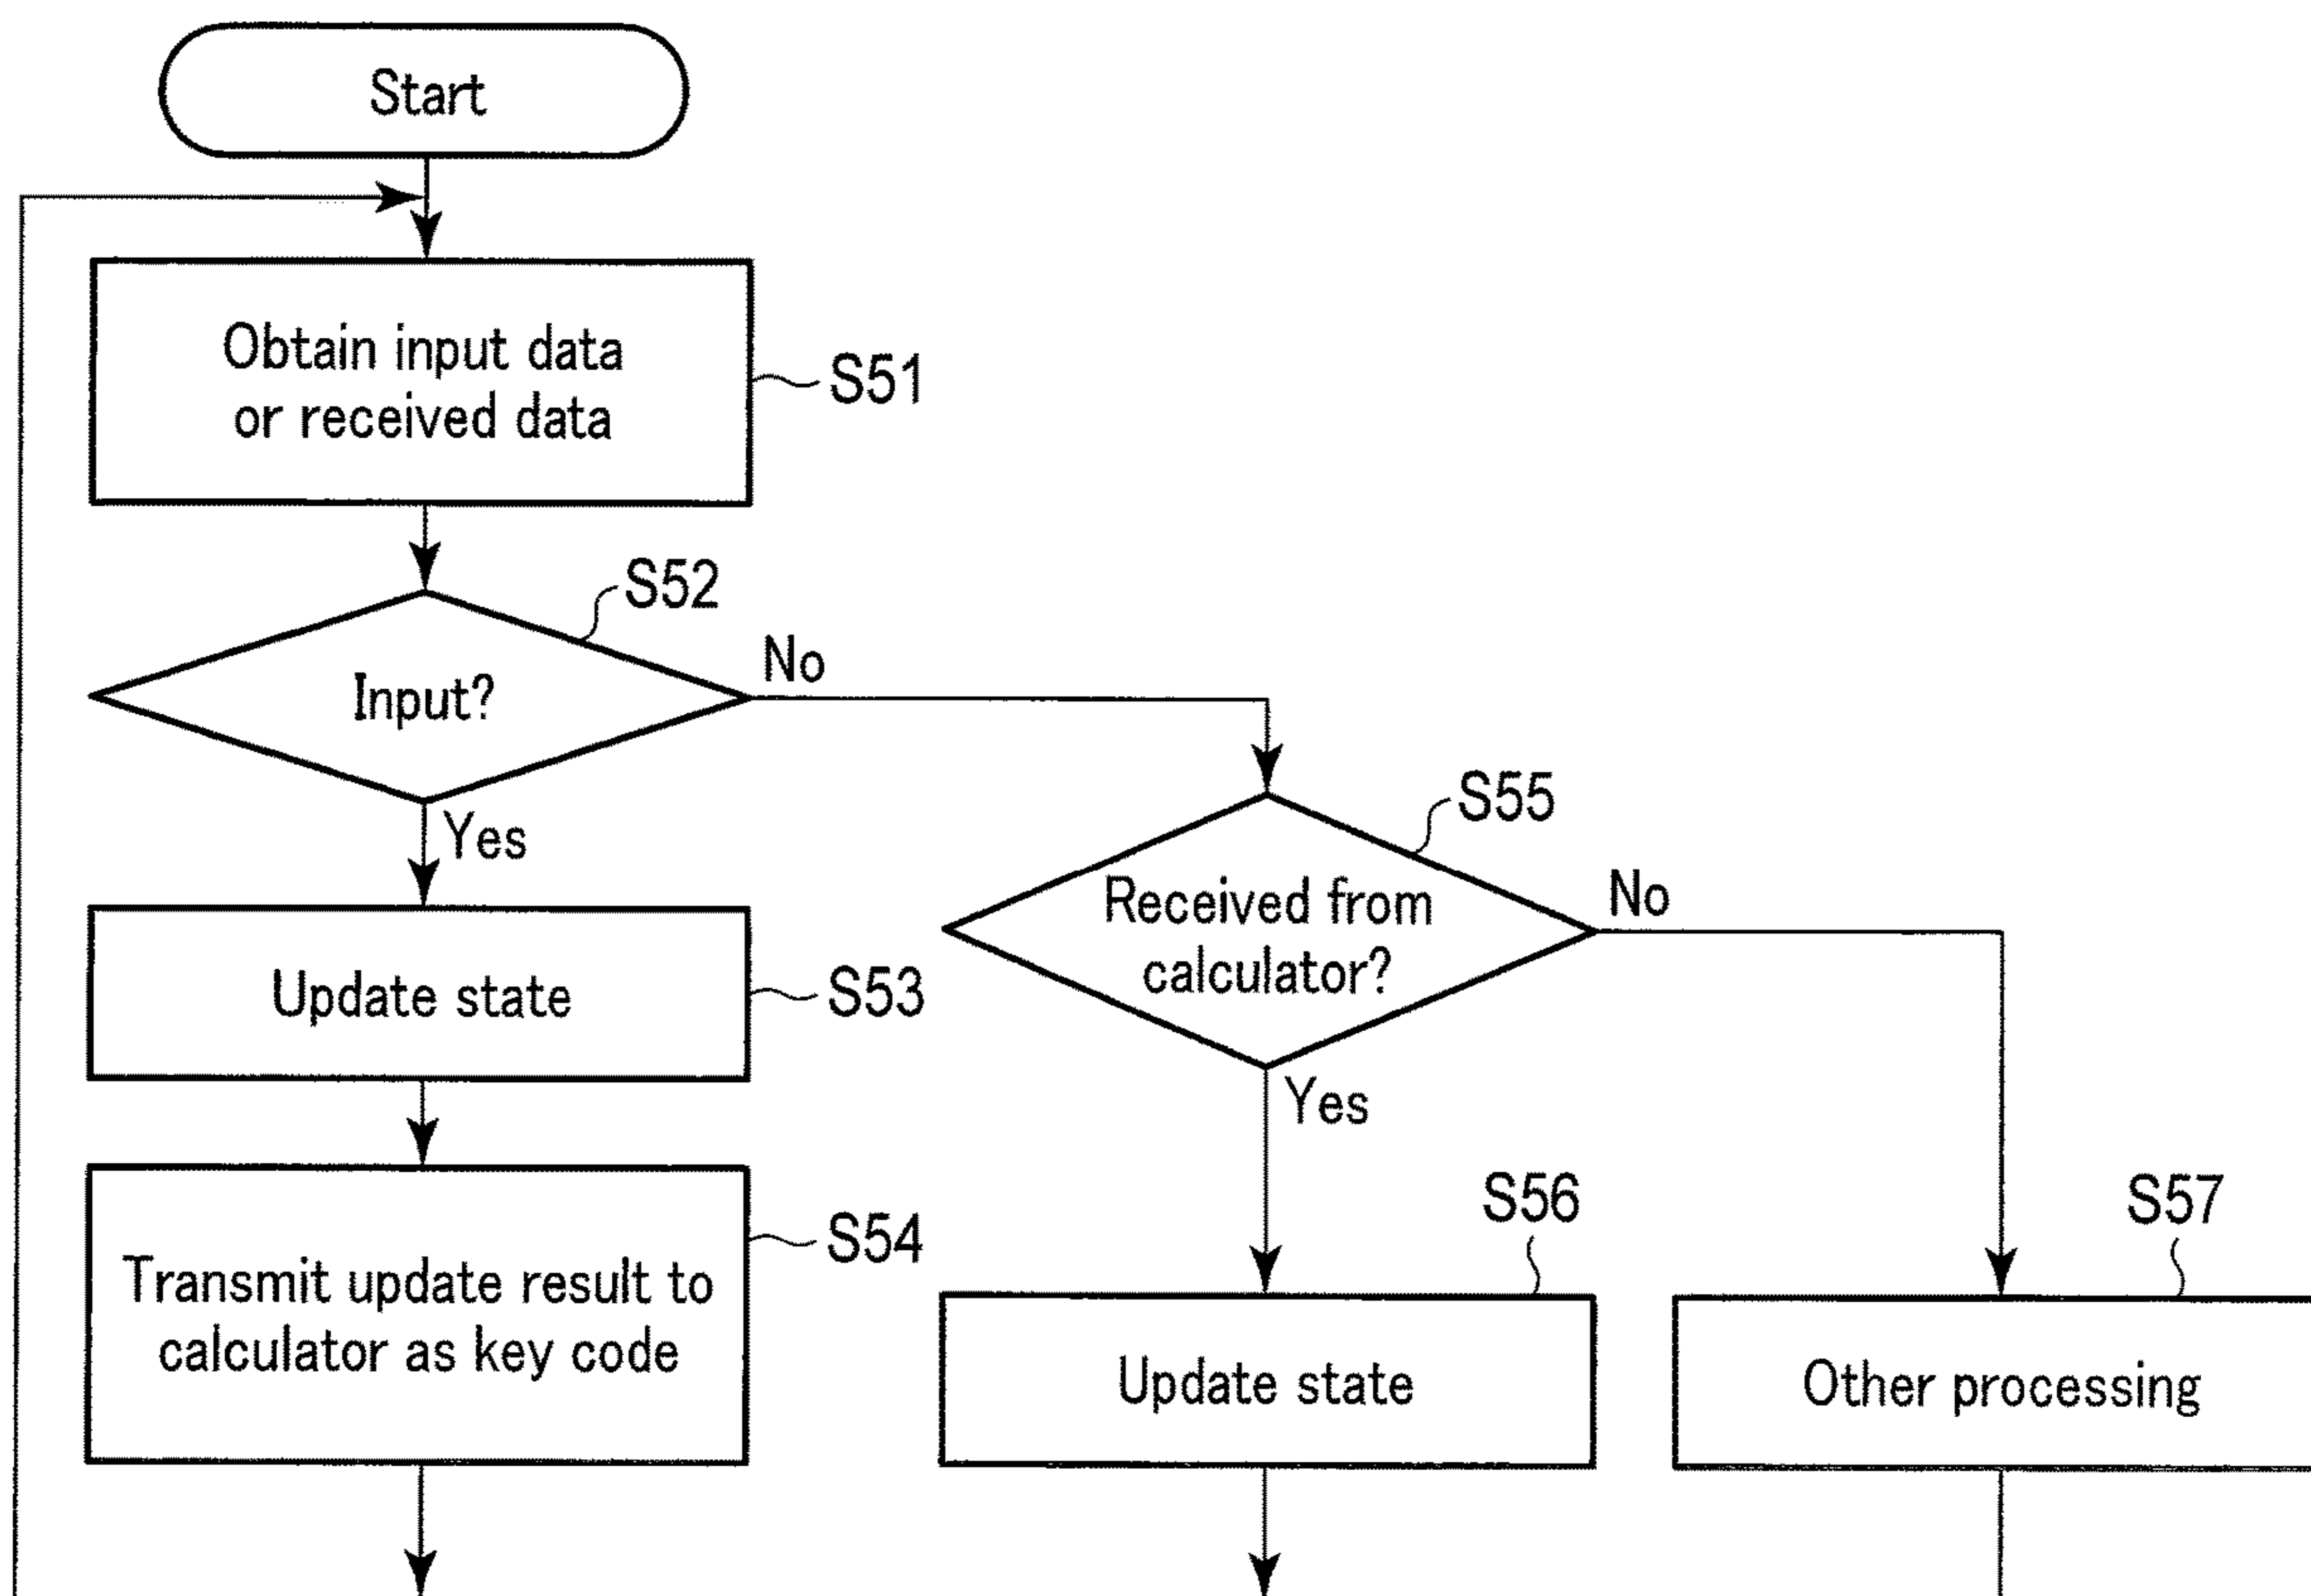 Start
Obtain input data
or received data
S51
S52
Input?
No
Yes
Update state
S53
Transmit update result to
calculator as key code
S54
S55
Received from
calculator?
No
Yes
S56
Update state
S57
Other processing